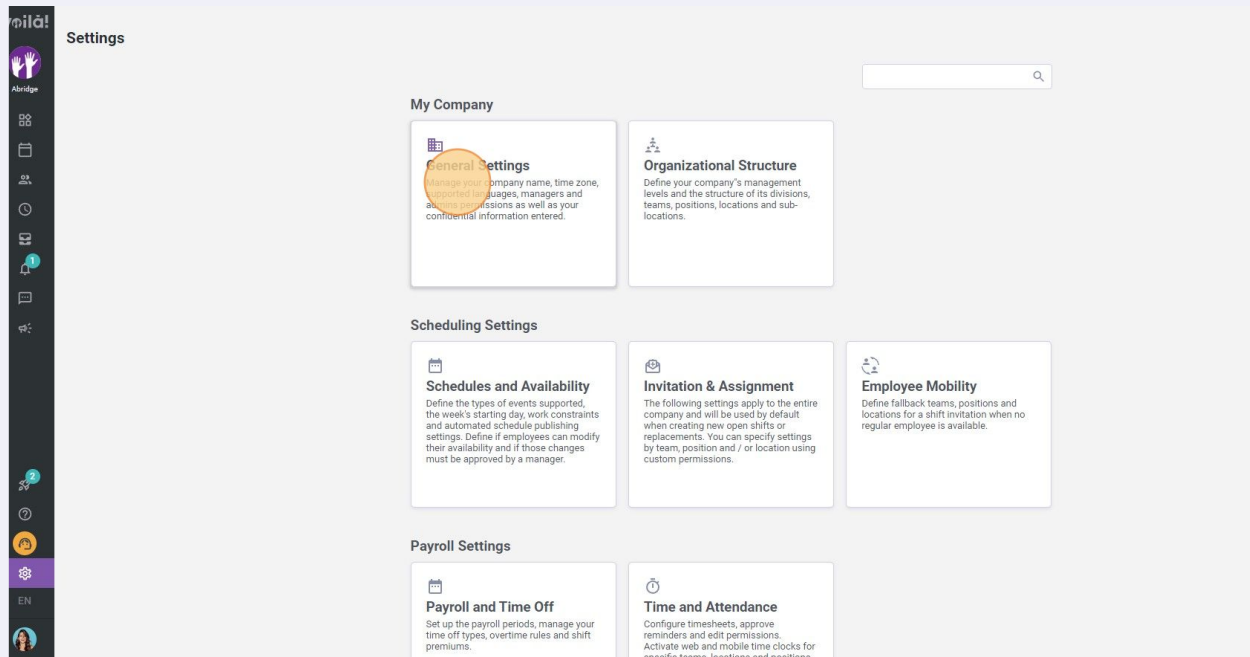 voilà!
Settings
Abridge
My Company
General Settings
Manage your company name, time zone,
supported languages, managers and
admins permissions as well as your
confidential information entered.
Organizational Structure
Define your company"s management
levels and the structure of its divisions,
teams, positions, locations and sub-
locations.
1
Scheduling Settings
Schedules and Availability
Define the types of events supported,
the week's starting day, work constraints
and automated schedule publishing
settings. Define if employees can modify
their availability and if those changes
must be approved by a manager.
Invitation & Assignment
The following settings apply to the entire
company and will be used by default
when creating new open shifts or
replacements. You can specify settings
by team, position and / or location using
custom permissions.
Employee Mobility
Define fallback teams, positions and
locations for a shift invitation when no
regular employee is available.
2
Payroll Settings
Payroll and Time Off
Set up the payroll periods, manage your
time off types, overtime rules and shift
premiums.
Time and Attendance
Configure timesheets, approve
reminders and edit permissions.
Activate web and mobile time clocks for
specific teams, locations and positions
EN